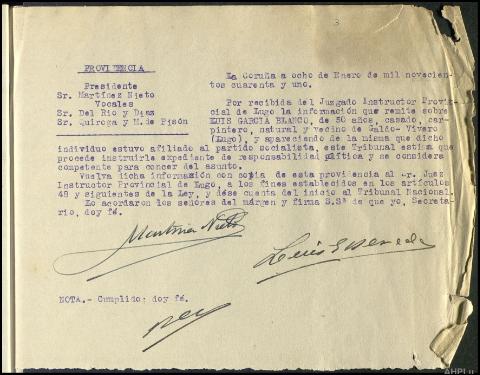 3
PROVIDENCIA
Presidente
Sr. Martínez Nieto
Vocales
Sr. Del Rio y Diaz
Sr. Quiroga y M. de Pisón
La Coruña a ocho de Enero de mil novecien-
tos cuarenta y uno.
Por recibida del Juzgado Instructor Provin-
cial de Lugo la información que remite sobre
LUIS GARCIA BLANCO, de 50 años, casado, car-
pintero, natural y vecino de Galdo- Vivero
(Lugo), y apareciendo de la misma que dicho
individuo estuvo afiliado al partido socialista, este Tribunal estima que
procede instruirle expediente de responsabilidad política y se considera
competente para conocer del asunto.
Vuelva dicha información con copia de esta providencia al Sr. Juez
Instructor Provincial de Lugo, a los fines establecidos en los artículos
49 y siguientes de la Ley, y dése cuenta del inicio al Tribunal Nacional.
Lo acordaron los señores del márgen y firma S.Sª de que yo, Secreta-
rio, doy fé.
Martínez Nieto
Luis
NOTA.- Cumplido; doy fé.
AHPLu